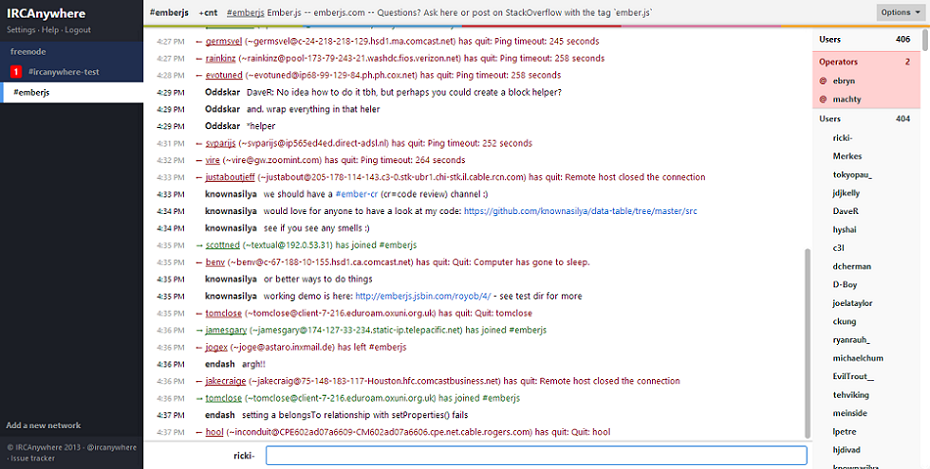 IRCAnywhere
Settings · Help · Logout
freenode
1 #ircanywhere-test
#emberjs
Add a new network
© IRCAnywhere 2013 · @ircanywhere
· Issue tracker
#emberjs +cnt #emberjs Ember.js -- emberjs.com -- Questions? Ask here or post on StackOverflow with the tag `ember.js`
Options
4:27 PM ← germsvel (~germsvel@c-24-218-218-129.hsd1.ma.comcast.net) has quit: Ping timeout: 245 seconds
4:27 PM ← rainkinz (~rainkinz@pool-173-79-243-21.washdc.fios.verizon.net) has quit: Ping timeout: 258 seconds
4:28 PM ← evotuned (~evotuned@ip68-99-129-84.ph.ph.cox.net) has quit: Ping timeout: 258 seconds
4:29 PM Oddskar DaveR: No idea how to do it tbh, but perhaps you could create a block helper?
4:29 PM Oddskar and. wrap everything in that heler
4:29 PM Oddskar *helper
4:31 PM ← svparijs (~svparijs@ip565ed4ed.direct-adsl.nl) has quit: Ping timeout: 252 seconds
4:32 PM ← vire (~vire@gw.zoomint.com) has quit: Ping timeout: 264 seconds
4:33 PM ← justaboutjeff (~justabout@205-178-114-143.c3-0.stk-ubr1.chi-stk.il.cable.rcn.com) has quit: Remote host closed the connection
4:33 PM knownasilya we should have a #ember-cr (cr=code review) channel :)
4:34 PM knownasilya would love for anyone to have a look at my code: https://github.com/knownasilya/data-table/tree/master/src
4:34 PM knownasilya see if you see any smells :)
4:35 PM → scottned (~textual@192.0.53.31) has joined #emberjs
4:35 PM ← benv (~benv@c-67-188-10-155.hsd1.ca.comcast.net) has quit: Quit: Computer has gone to sleep.
4:35 PM knownasilya or better ways to do things
4:35 PM knownasilya working demo is here: http://emberjs.jsbin.com/royob/4/ - see test dir for more
4:35 PM ← tomclose (~tomclose@client-7-216.eduroam.oxuni.org.uk) has quit: Quit: tomclose
4:36 PM → jamesgary (~jamesgary@174-127-33-234.static-ip.telepacific.net) has joined #emberjs
4:36 PM ← jogex (~joge@astaro.inxmail.de) has left #emberjs
4:36 PM endash argh!!
4:36 PM ← jakecraige (~jakecraig@75-148-183-117-Houston.hfc.comcastbusiness.net) has quit: Remote host closed the connection
4:36 PM → tomclose (~tomclose@client-7-216.eduroam.oxuni.org.uk) has joined #emberjs
4:37 PM endash setting a belongsTo relationship with setProperties() fails
4:37 PM ← hool (~inconduit@CPE602ad07a6609-CM602ad07a6606.cpe.net.cable.rogers.com) has quit: Quit: hool
ricki-
Users 406
Operators 2
@ ebryn
@ machty
Users 404
ricki-
Merkes
tokyopau_
jdjkelly
DaveR
hyshai
c3l
dcherman
D-Boy
joelataylor
ckung
ryanrauh_
michaelchum
EvilTrout__
tehviking
meinside
lpetre
hjdivad
knownasilya